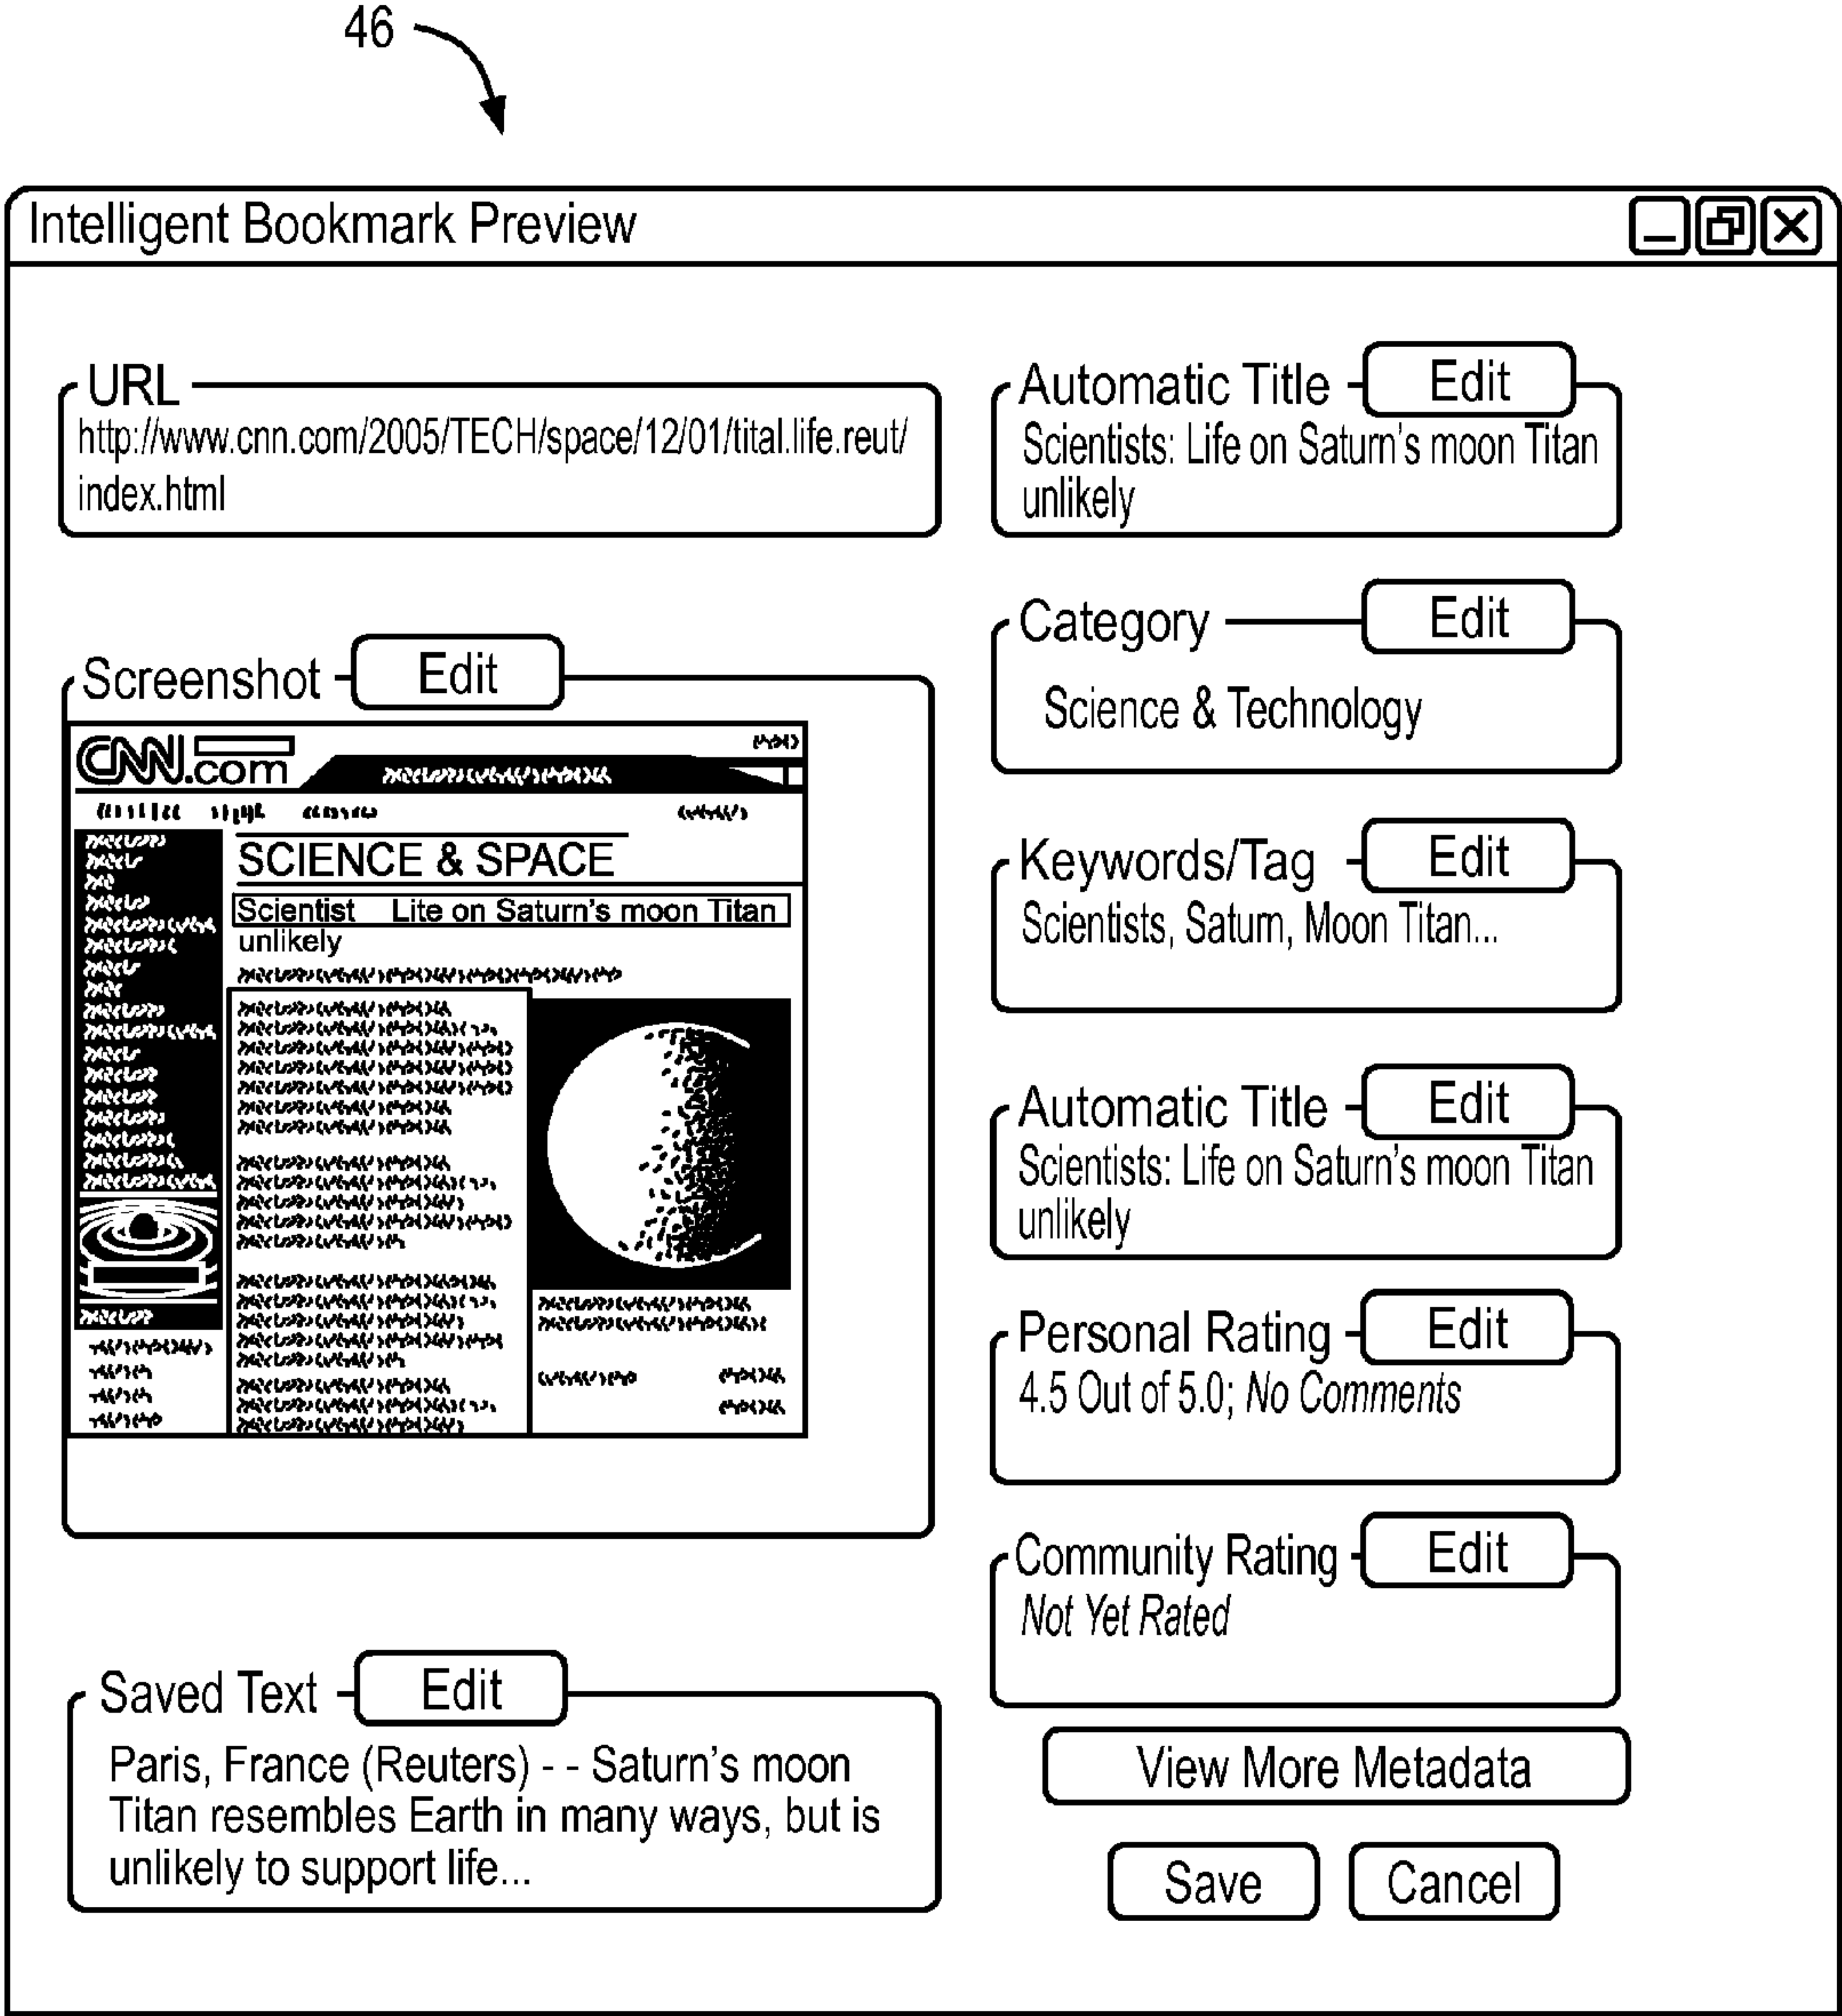 46
Intelligent Bookmark Preview
URL
http://www.cnn.com/2005/TECH/space/12/01/tital.life.reut/
index.html
Screenshot Edit
CNN.com
SCIENCE & SPACE
Scientist Lite on Saturn's moon Titan
unlikely
Saved Text Edit
Paris, France (Reuters) - - Saturn's moon
Titan resembles Earth in many ways, but is
unlikely to support life...
Automatic Title Edit
Scientists: Life on Saturn's moon Titan
unlikely
Category Edit
Science & Technology
Keywords/Tag Edit
Scientists, Saturn, Moon Titan...
Automatic Title Edit
Scientists: Life on Saturn's moon Titan
unlikely
Personal Rating Edit
4.5 Out of 5.0; No Comments
Community Rating Edit
Not Yet Rated
View More Metadata
Save Cancel